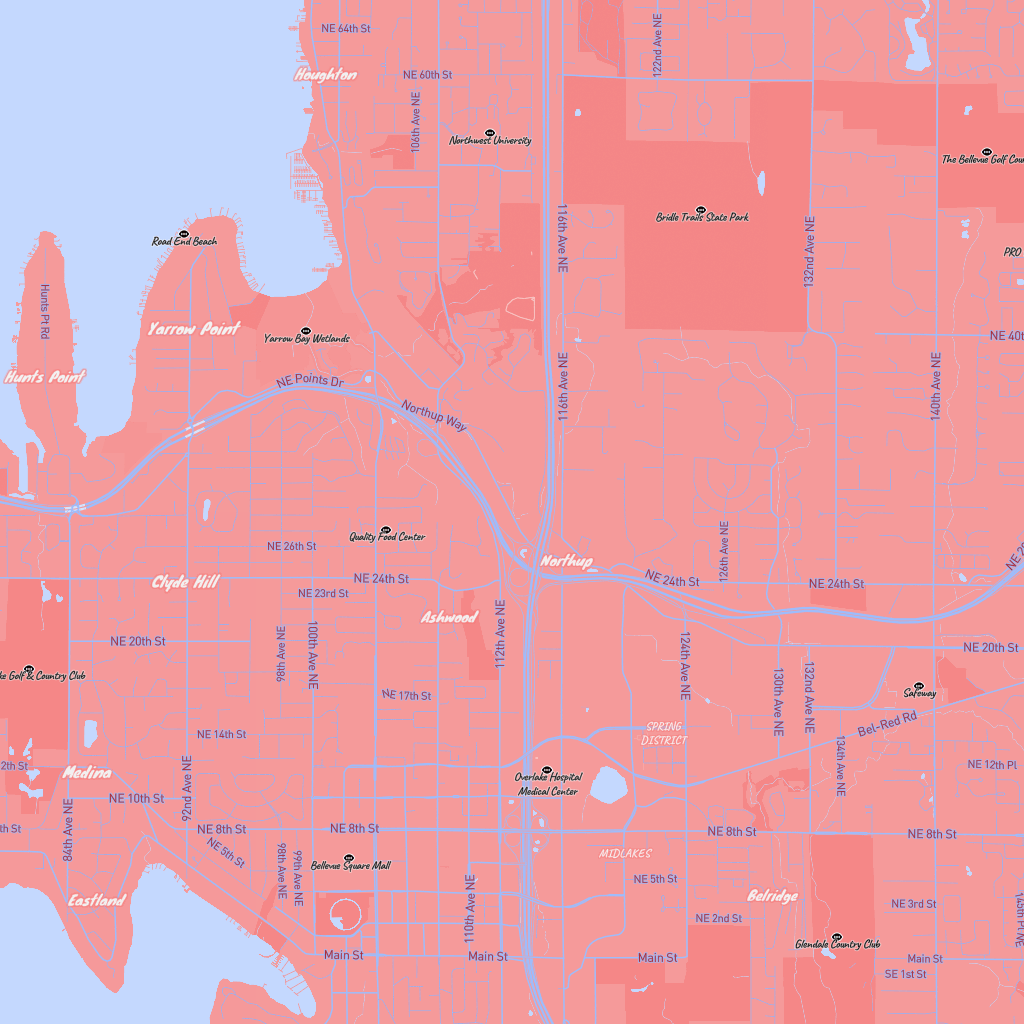 NE 64th St
122nd Ave NE
Houghton
NE 60th St
106th Ave NE
Northwest University
The Bellevue Golf Cour
Bridle Trails State Park
116th Ave NE
132nd Ave NE
Road End Beach
PRO
Hunts Pt Rd
Yarrow Point
Yarrow Bay Wetlands
NE 40t
Hunts Point
NE Points Dr
116th Ave NE
140th Ave NE
Northup Way
Quality Food Center
NE 26th St
126th Ave NE
NE 20
Northup
Clyde Hill
NE 24th St
NE 24th St
NE 24th St
NE 23rd St
Ashwood
112th Ave NE
NE 20th St
98th Ave NE
100th Ave NE
124th Ave NE
130th Ave NE
132nd Ave NE
NE 20th St
ke Golf & Country Club
NE 17th St
Safeway
Bel-Red Rd
NE 14th St
SPRING
DISTRICT
134th Ave NE
2th St
Medina
92nd Ave NE
Overlake Hospital
Medical Center
NE 12th Pl
NE 10th St
84th Ave NE
th St
NE 8th St
NE 8th St
NE 8th St
NE 8th St
NE 5th St
98th Ave NE
99th Ave NE
Bellevue Square Mall
MIDLAKES
NE 5th St
Eastland
110th Ave NE
Belridge
NE 3rd St
145th Pl NE
NE 2nd St
Glendale Country Club
Main St
Main St
Main St
Main St
SE 1st St